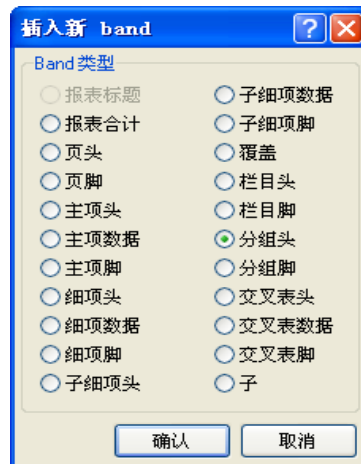 插入新 band
Band 类型
报表标题
报表合计
页头
页脚
主项头
主项数据
主项脚
细项头
细项数据
细项脚
子细项头
子细项数据
子细项脚
覆盖
栏目头
栏目脚
分组头
分组脚
交叉表头
交叉表数据
交叉表脚
子
确认
取消